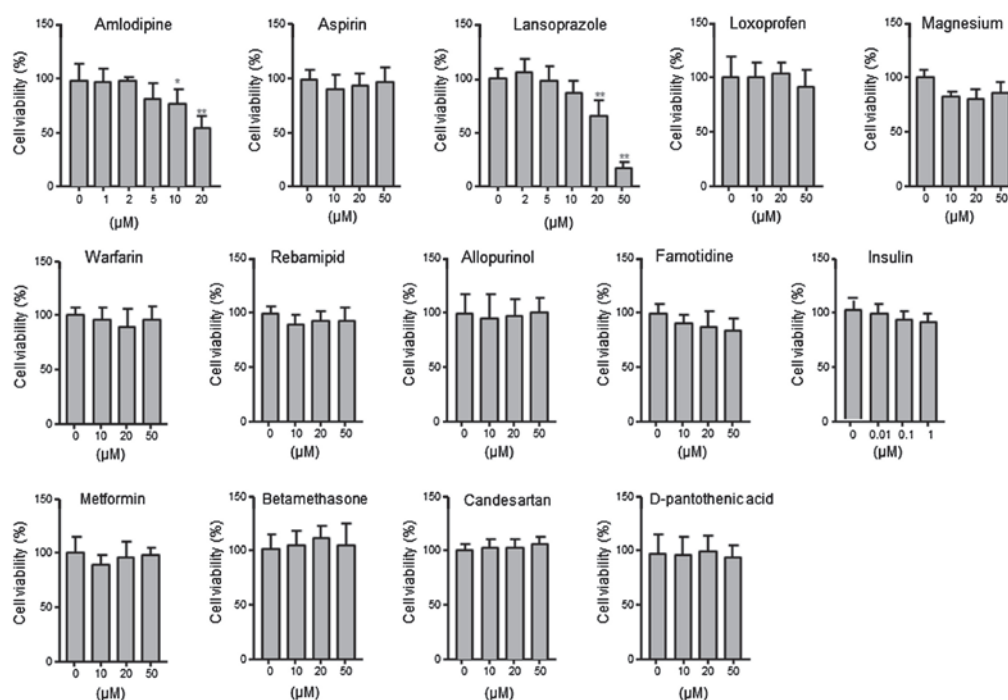 Amlodipine
Cell viability (%)
150
100
50
0
* **
0 1 2 5 10 20
(µM)
Aspirin
Cell viability (%)
150
100
50
0
0 10 20 50
(µM)
Lansoprazole
Cell viability (%)
150
100
50
0
** **
0 2 5 10 20 50
(µM)
Loxoprofen
Cell viability (%)
150
100
50
0
0 10 20 50
(µM)
Magnesium
Cell viability (%)
150
100
50
0
0 10 20 50
(µM)
Warfarin
Cell viability (%)
150
100
50
0
0 10 20 50
(µM)
Rebamipid
Cell viability (%)
150
100
50
0
0 10 20 50
(µM)
Allopurinol
Cell viability (%)
150
100
50
0
0 10 20 50
(µM)
Famotidine
Cell viability (%)
150
100
50
0
0 10 20 50
(µM)
Insulin
Cell viability (%)
150
100
50
0
0 0.01 0.1 1
(µM)
Metformin
Cell viability (%)
150
100
50
0
0 10 20 50
(µM)
Betamethasone
Cell viability (%)
150
100
50
0
0 10 20 50
(µM)
Candesartan
Cell viability (%)
150
100
50
0
0 10 20 50
(µM)
D-pantothenic acid
Cell viability (%)
150
100
50
0
0 10 20 50
(µM)